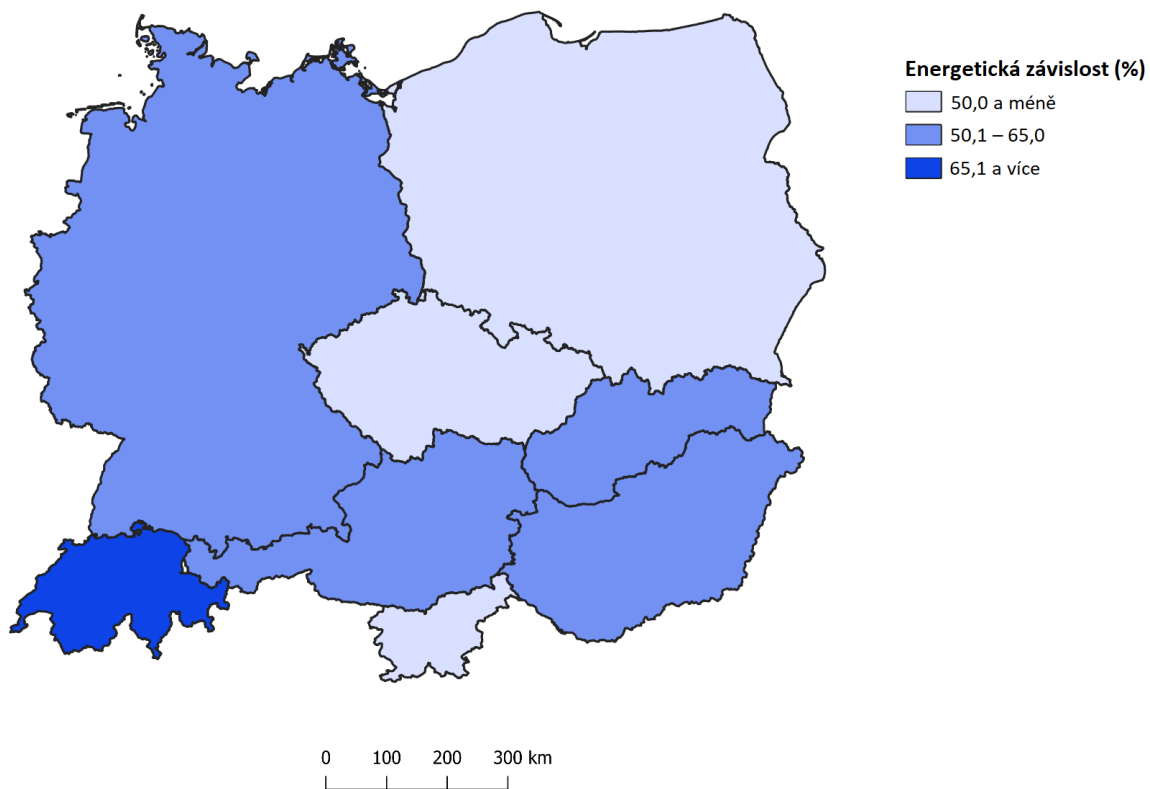 Energetická závislost (%)
50,0 a méně
50,1 – 65,0
65,1 a více
0 100 200 300 km